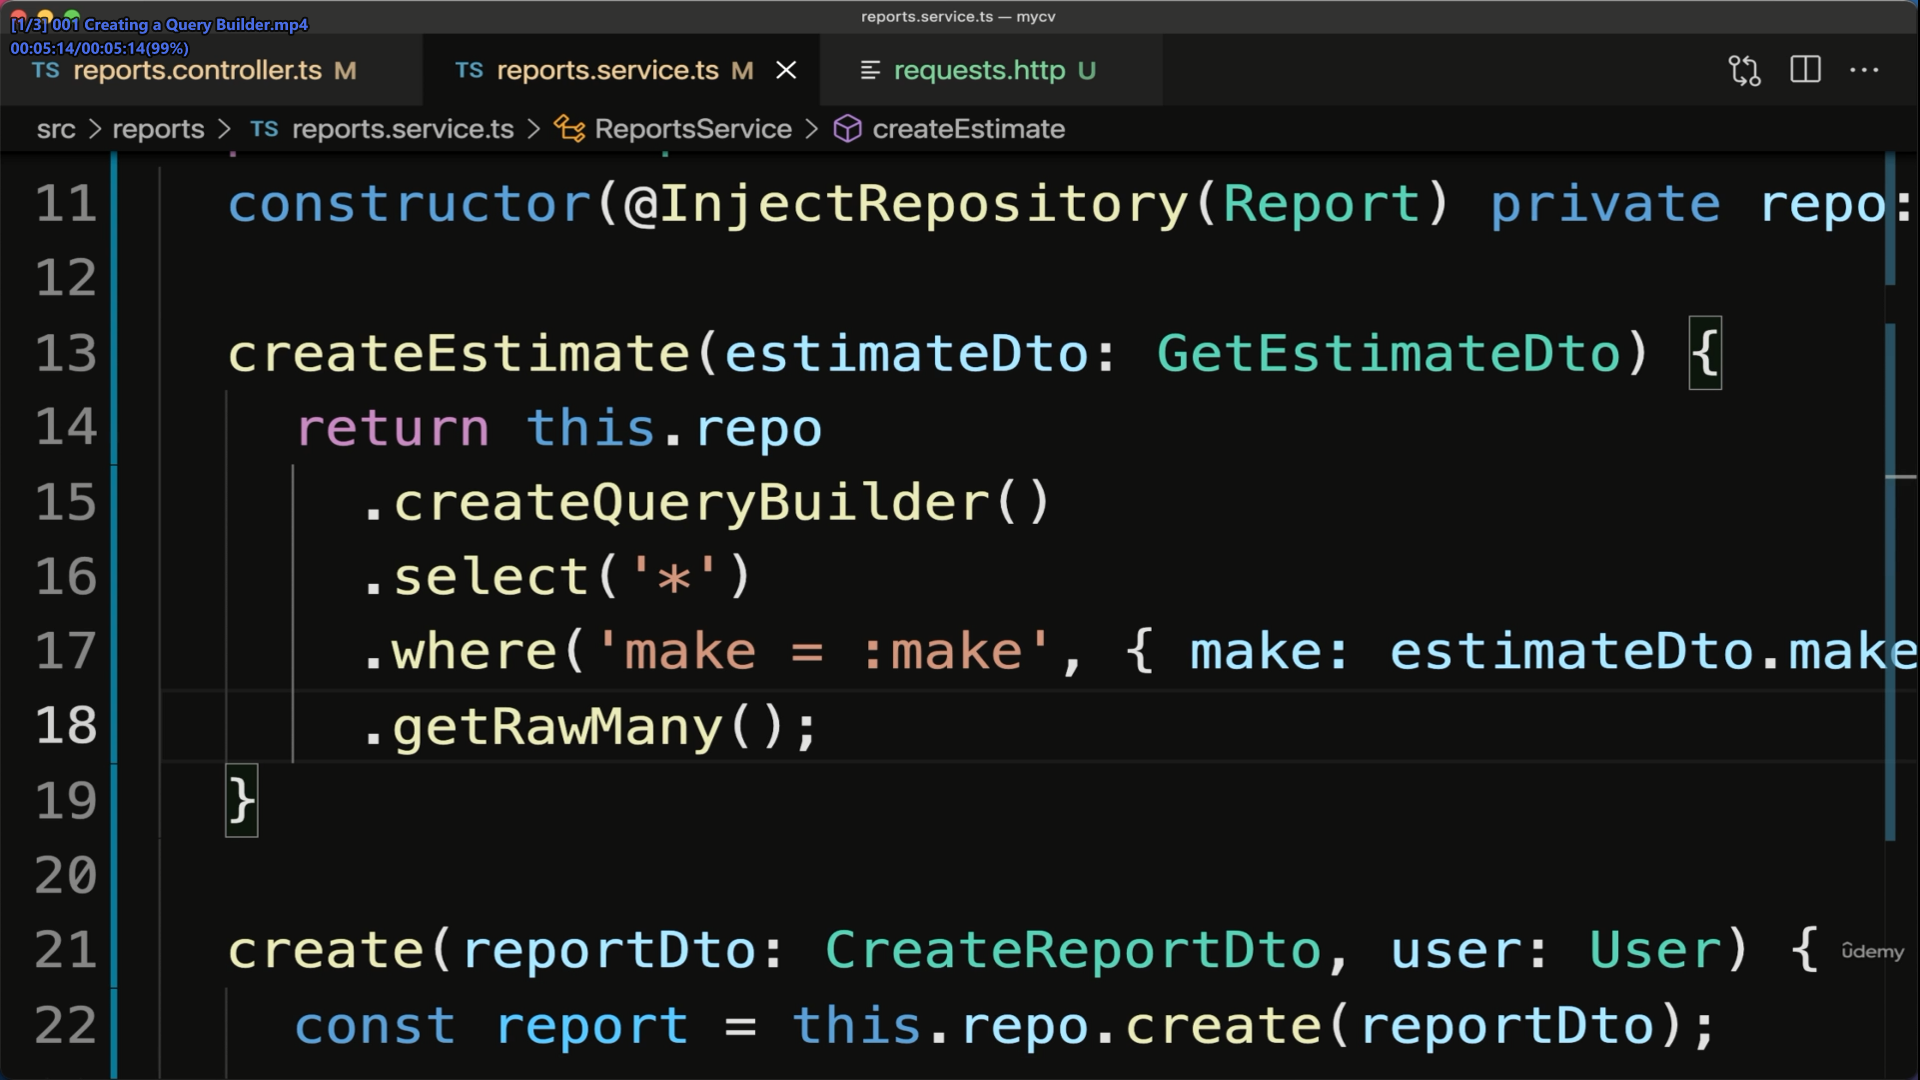 reports.service.ts — mycv
[1/3] 001 Creating a Query Builder.mp4
00:05:14/00:05:14(99%)
TS reports.controller.ts M
TS reports.service.ts M
requests.http U
src > reports > TS reports.service.ts > ReportsService > createEstimate
11 constructor(@InjectRepository(Report) private repo:
12
13 createEstimate(estimateDto: GetEstimateDto) {
14 return this.repo
15 .createQueryBuilder()
16 .select('*')
17 .where('make = :make', { make: estimateDto.make
18 .getRawMany();
19 }
20
21 create(reportDto: CreateReportDto, user: User) {
22 const report = this.repo.create(reportDto);
ûdemy